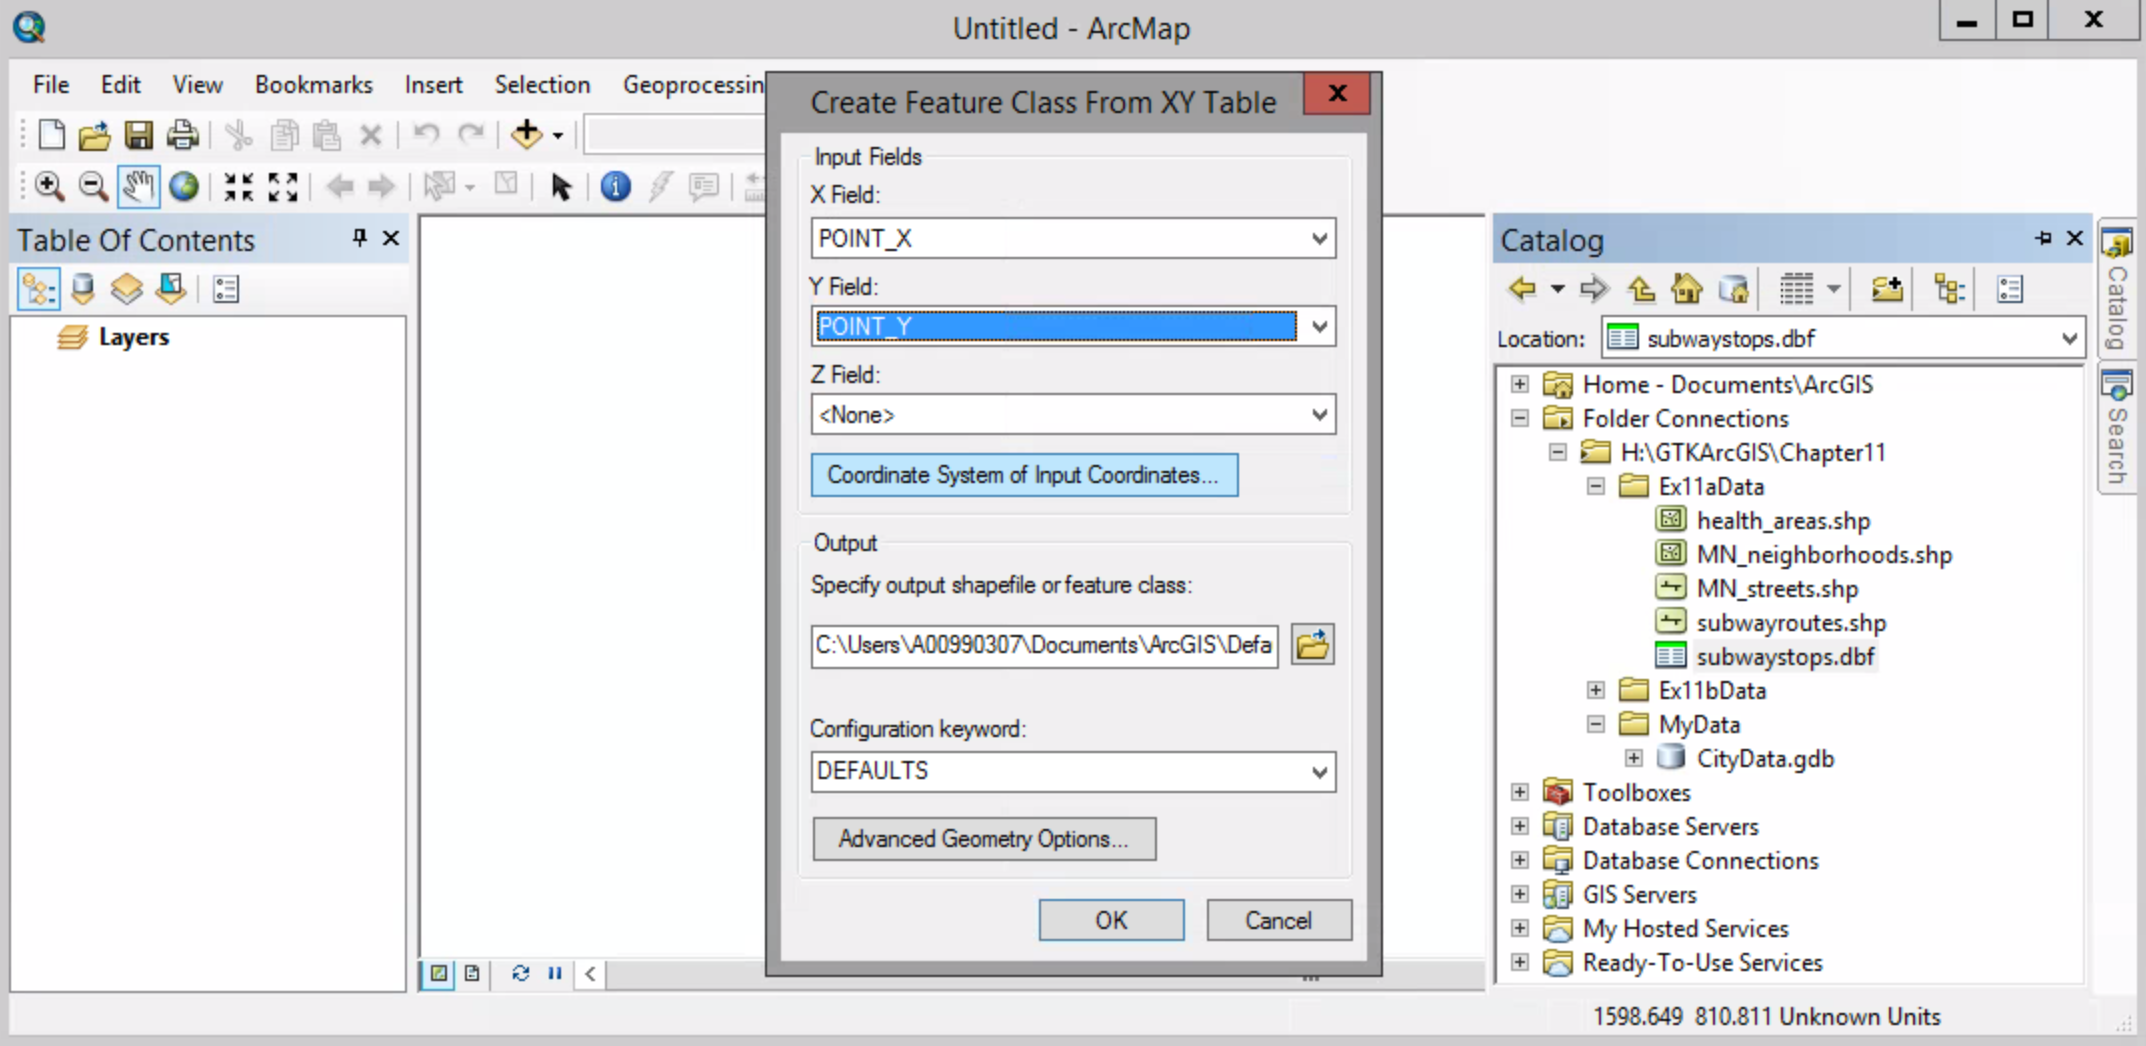 Untitled - ArcMap
File Edit View Bookmarks Insert Selection Geoprocessin
Table Of Contents
Layers
Create Feature Class From XY Table
Input Fields
X Field:
POINT_X
Y Field:
POINT_Y
Z Field:
<None>
Coordinate System of Input Coordinates...
Output
Specify output shapefile or feature class:
C:\Users\A00990307\Documents\ArcGIS\Defa
Configuration keyword:
DEFAULTS
Advanced Geometry Options...
OK Cancel
Catalog
Location: subwaystops.dbf
Home - Documents\ArcGIS
Folder Connections
H:\GTKArcGIS\Chapter11
Ex11aData
health_areas.shp
MN_neighborhoods.shp
MN_streets.shp
subwayroutes.shp
subwaystops.dbf
Ex11bData
MyData
CityData.gdb
Toolboxes
Database Servers
Database Connections
GIS Servers
My Hosted Services
Ready-To-Use Services
Catalog
Search
1598.649 810.811 Unknown Units